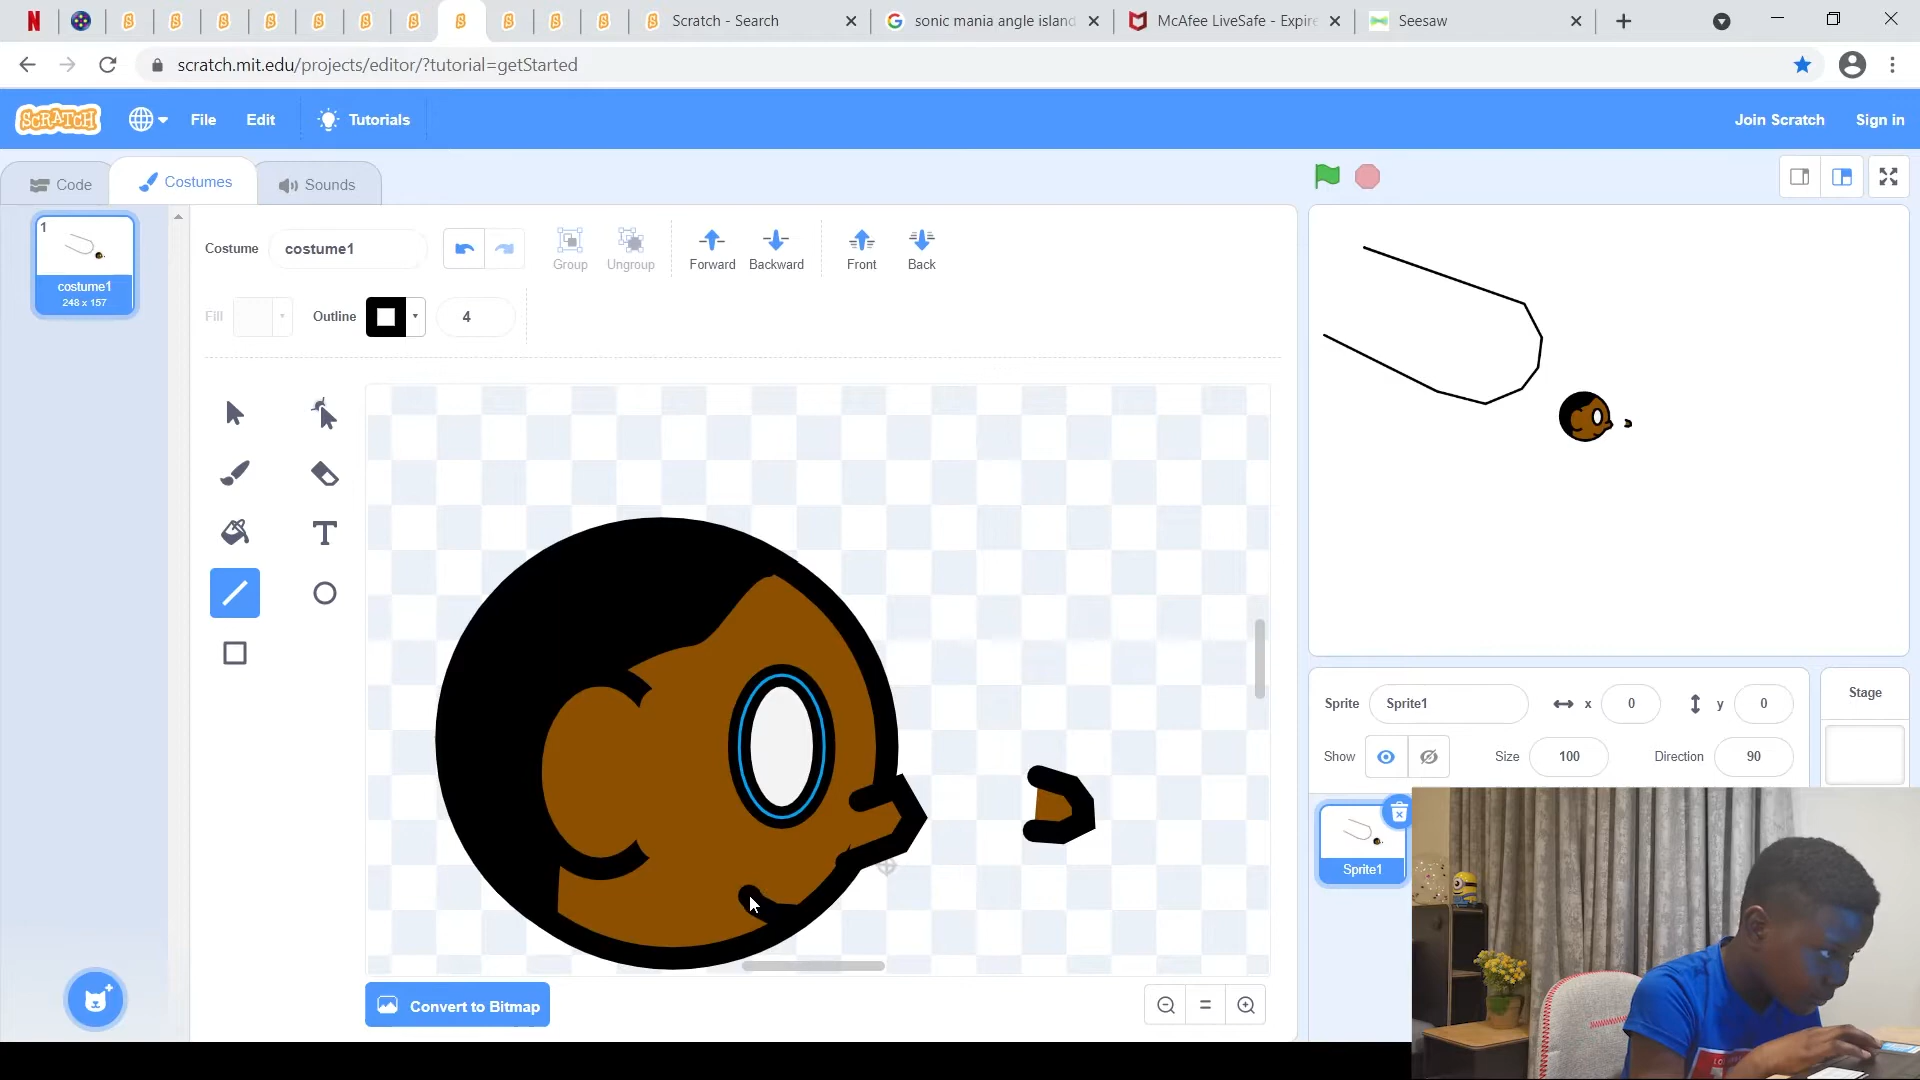 Scratch - Search
sonic mania angle island
McAfee LiveSafe - Expire
Seesaw
scratch.mit.edu/projects/editor/?tutorial=getStarted
SCRATCH
File
Edit
Tutorials
Join Scratch
Sign in
Code
Costumes
Sounds
1
costume1
248 x 157
Costume
costume1
Group
Ungroup
Forward
Backward
Front
Back
Fill
Outline
4
Convert to Bitmap
Sprite
Sprite1
x
0
y
0
Show
Size
100
Direction
90
Stage
Sprite1